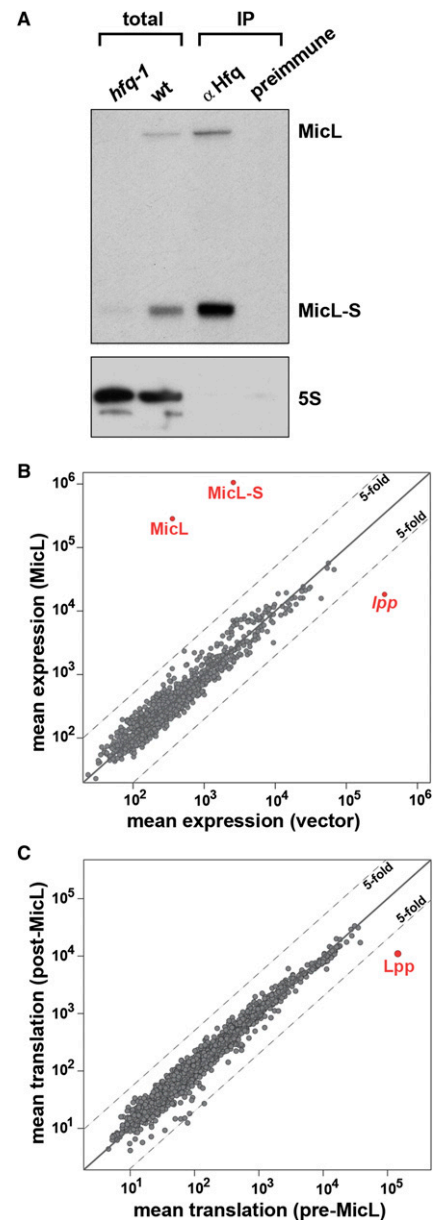 A
total IP
hfq-1 wt α Hfq preimmune
MicL
MicL-S
5S
B
mean expression (MicL)
10⁶
10⁵
10⁴
10³
10²
MicL-S
MicL
lpp
5-fold
5-fold
10² 10³ 10⁴ 10⁵ 10⁶
mean expression (vector)
C
mean translation (post-MicL)
10⁵
10⁴
10³
10²
10¹
5-fold
5-fold
Lpp
10¹ 10² 10³ 10⁴ 10⁵
mean translation (pre-MicL)